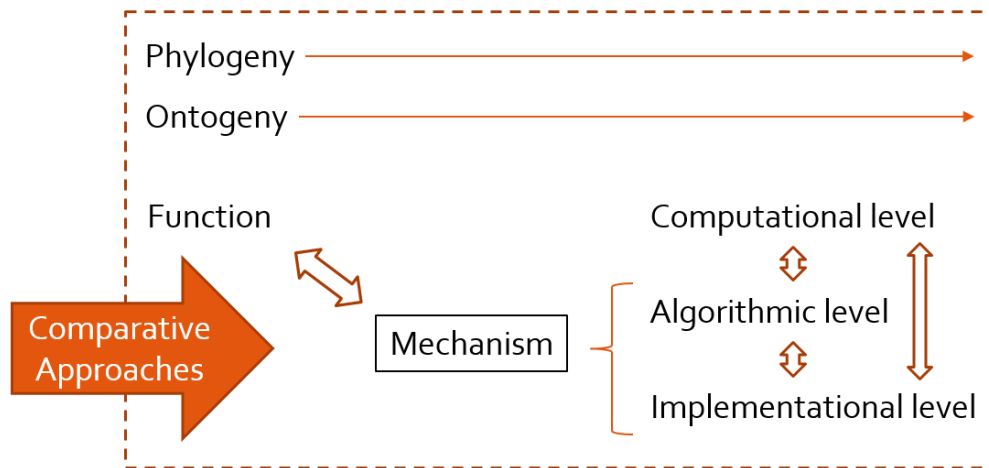 Phylogeny
Ontogeny
Function
Computational level
Comparative
Approaches
Mechanism
Algorithmic level
Implementational level